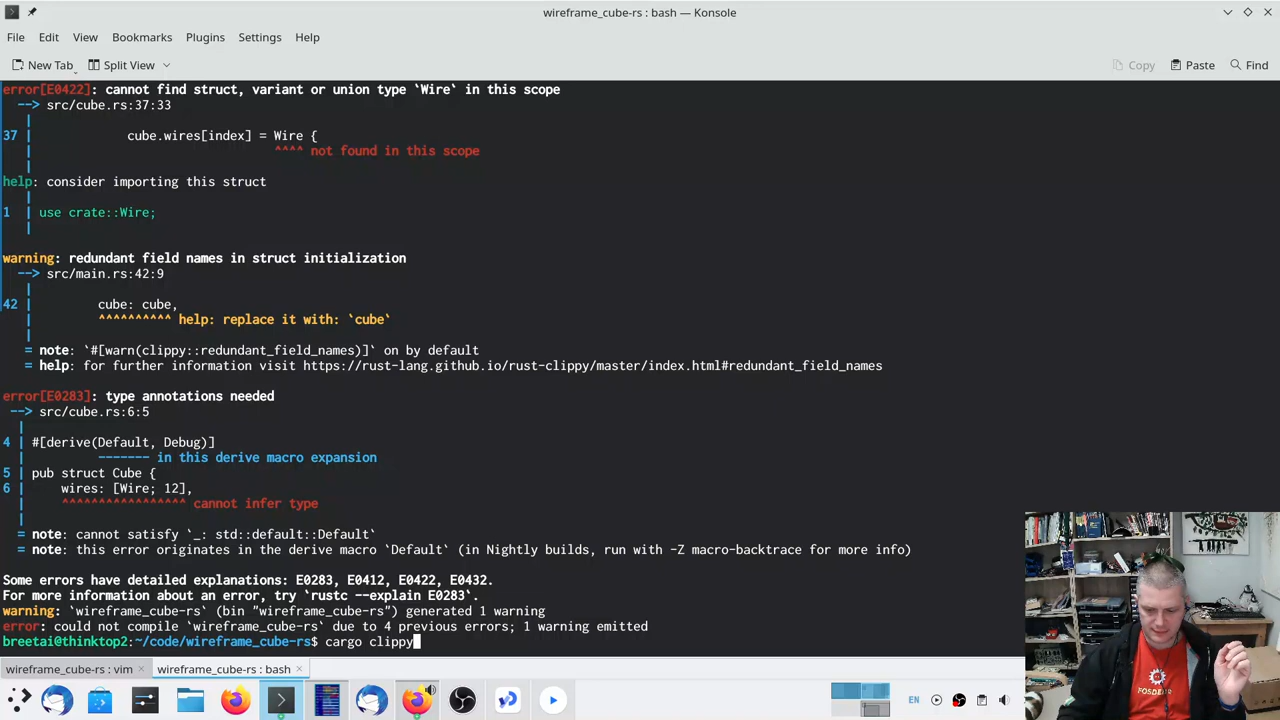 wireframe_cube-rs : bash — Konsole
File Edit View Bookmarks Plugins Settings Help
New Tab Split View Copy Paste Find
error[E0422]: cannot find struct, variant or union type `Wire` in this scope
--> src/cube.rs:37:33
|
37 | cube.wires[index] = Wire {
| ^^^^ not found in this scope
|
help: consider importing this struct
|
1 | use crate::Wire;
|
warning: redundant field names in struct initialization
--> src/main.rs:42:9
|
42 | cube: cube,
| ^^^^^^^^^^ help: replace it with: `cube`
|
= note: `#[warn(clippy::redundant_field_names)]` on by default
= help: for further information visit https://rust-lang.github.io/rust-clippy/master/index.html#redundant_field_names
error[E0283]: type annotations needed
--> src/cube.rs:6:5
|
4 | #[derive(Default, Debug)]
| ------- in this derive macro expansion
5 | pub struct Cube {
6 | wires: [Wire; 12],
| ^^^^^^^^^^^^^^^^^ cannot infer type
|
= note: cannot satisfy `_: std::default::Default`
= note: this error originates in the derive macro `Default` (in Nightly builds, run with -Z macro-backtrace for more info)
Some errors have detailed explanations: E0283, E0412, E0422, E0432.
For more information about an error, try `rustc --explain E0283`.
warning: `wireframe_cube-rs` (bin "wireframe_cube-rs") generated 1 warning
error: could not compile `wireframe_cube-rs` due to 4 previous errors; 1 warning emitted
breetai@thinktop2:~/code/wireframe_cube-rs$ cargo clippy
wireframe_cube-rs : vim wireframe_cube-rs : bash
EN
FOSDEM